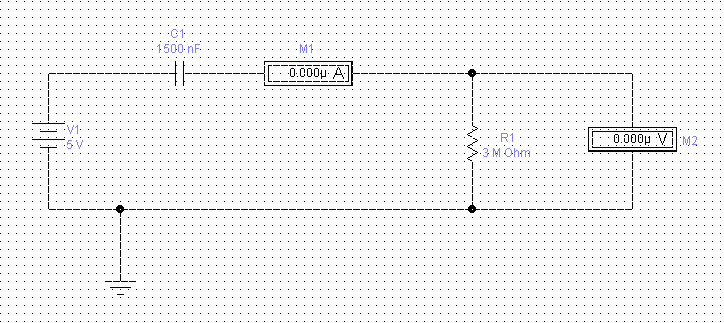 C1
1500 nF
M1
0.000µ A
V1
5 V
R1
3 M Ohm
0.000µ V
M2